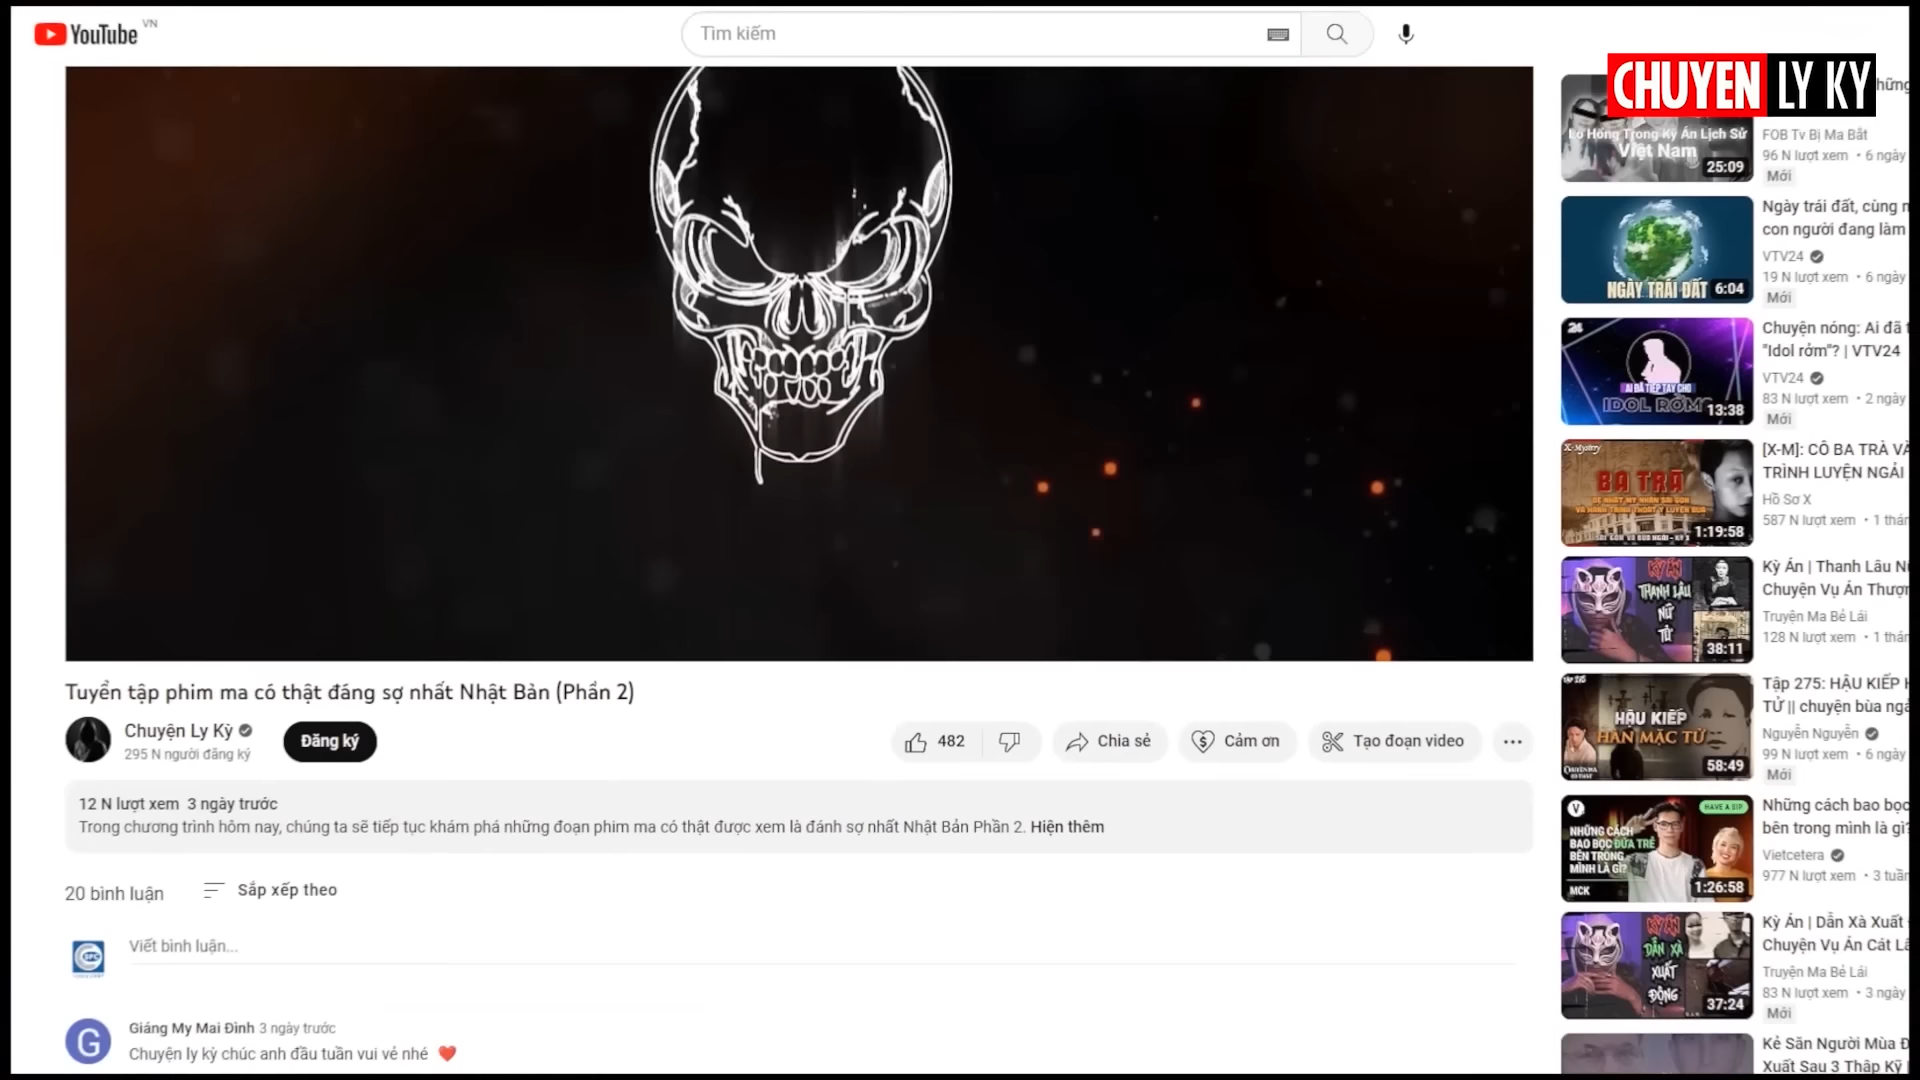 YouTube VN
Tìm kiếm
CHUYEN LY KY
Lỗ Hổng Trong Kỳ Án Lịch Sử
Việt Nam
25:09
FOB Tv Bị Ma Bắt
96 N lượt xem • 6 ngày
Mới
NGÀY TRÁI ĐẤT 6:04
Ngày trái đất, cùng
con người đang làm
VTV24
19 N lượt xem • 6 ngày
Mới
24
AI ĐÃ TIẾP TAY CHO
IDOL RỞM
13:38
Chuyện nóng: Ai đã
"Idol rởm"? | VTV24
VTV24
83 N lượt xem • 2 ngày
Mới
X-Mystery
BA TRÀ
1:19:58
[X-M]: CÔ BA TRÀ VÀ
TRÌNH LUYỆN NGẢI
Hồ Sơ X
587 N lượt xem • 1 thán
KỲ ÁN
THANH LÂU
NỮ
TỬ
38:11
Kỳ Án | Thanh Lâu
Chuyện Vụ Án Thượn
Truyện Ma Bẻ Lái
128 N lượt xem • 1 thán
HẬU KIẾP
HÀN MẶC TỬ
58:49
Tập 275: HẬU KIẾP
TỬ || chuyện bùa ngả
Nguyễn Nguyễn
99 N lượt xem • 6 ngày
Mới
HAVE A SIP
NHỮNG CÁCH
BAO BỌC ĐỨA TRẺ
BÊN TRONG
MÌNH LÀ GÌ?
MCK
1:26:58
Những cách bao bọc
bên trong mình là gì?
Vietcetera
977 N lượt xem • 3 tuần
KỲ ÁN
DẪN XÀ
XUẤT
ĐỘNG
37:24
Kỳ Án | Dẫn Xà Xuất
Chuyện Vụ Án Cát Lâ
Truyện Ma Bẻ Lái
83 N lượt xem • 3 ngày
Mới
Kẻ Săn Người Mùa
Xuất Sau 3 Thập Kỷ
Tuyển tập phim ma có thật đáng sợ nhất Nhật Bản (Phần 2)
Chuyện Ly Kỳ
295 N người đăng ký
Đăng ký
482
Chia sẻ
Cảm ơn
Tạo đoạn video
12 N lượt xem 3 ngày trước
Trong chương trình hôm nay, chúng ta sẽ tiếp tục khám phá những đoạn phim ma có thật được xem là đánh sợ nhất Nhật Bản Phần 2. Hiện thêm
20 bình luận
Sắp xếp theo
Viết bình luận...
G
Giáng My Mai Đình 3 ngày trước
Chuyện ly kỳ chúc anh đầu tuần vui vẻ nhé ❤️